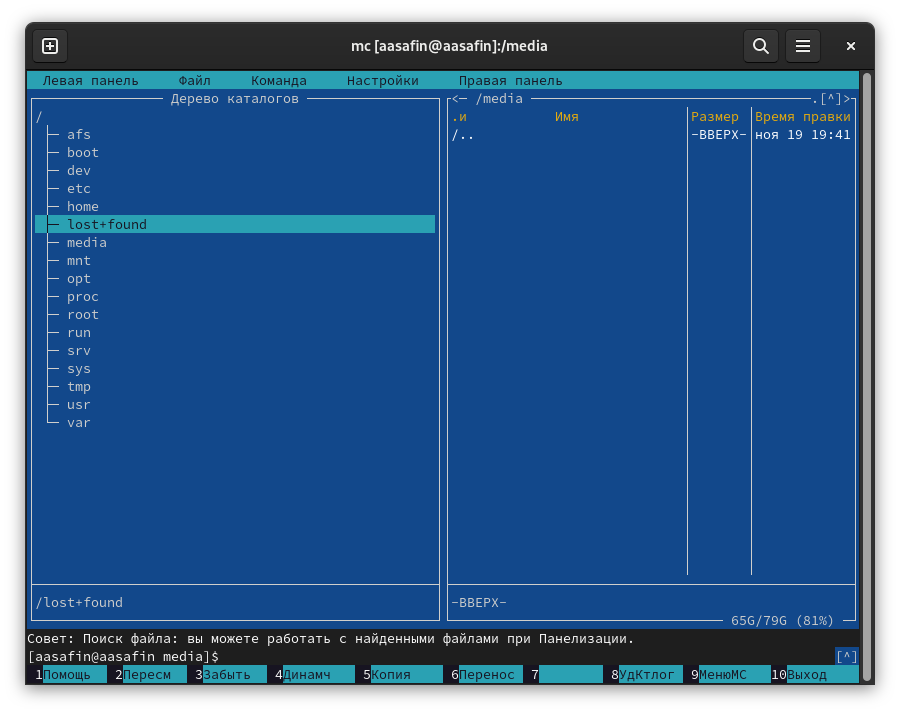 mc [aasafin@aasafin]:/media
Левая панель Файл Команда Настройки Правая панель
Дерево каталогов
/
afs
boot
dev
etc
home
lost+found
media
mnt
opt
proc
root
run
srv
sys
tmp
usr
var
/lost+found
<─ /media .[^]>
.и Имя Размер Время правки
/.. -ВВЕРХ- ноя 19 19:41
-ВВЕРХ-
65G/79G (81%)
Совет: Поиск файла: вы можете работать с найденными файлами при Панелизации.
[aasafin@aasafin media]$ [^]
1Помощь 2Пересм 3Забыть 4Динамч 5Копия 6Перенос 7 8УдКтлог 9МенюМС 10Выход